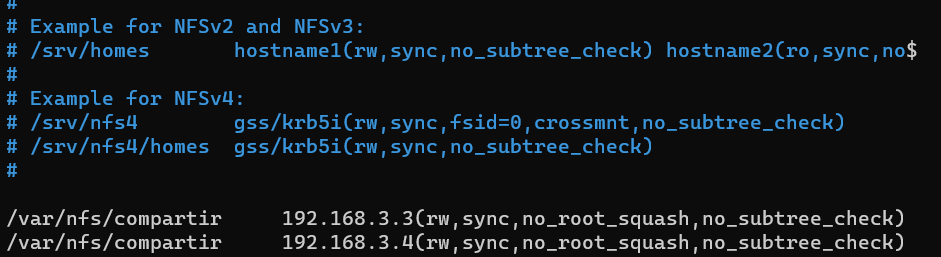 #
# Example for NFSv2 and NFSv3:
# /srv/homes       hostname1(rw,sync,no_subtree_check) hostname2(ro,sync,no$
#
# Example for NFSv4:
# /srv/nfs4        gss/krb5i(rw,sync,fsid=0,crossmnt,no_subtree_check)
# /srv/nfs4/homes  gss/krb5i(rw,sync,no_subtree_check)
#
/var/nfs/compartir     192.168.3.3(rw,sync,no_root_squash,no_subtree_check)
/var/nfs/compartir     192.168.3.4(rw,sync,no_root_squash,no_subtree_check)